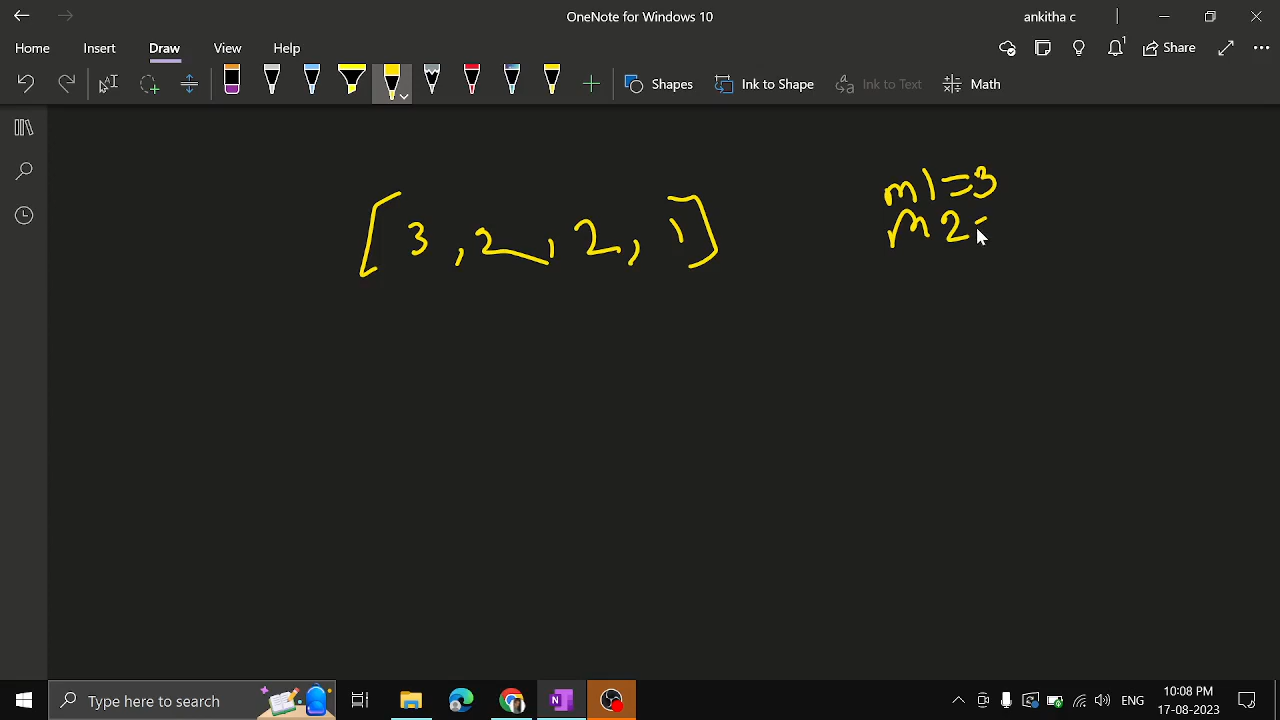 OneNote for Windows 10
ankitha c
Home Insert Draw View Help
Share
Shapes Ink to Shape Ink to Text Math
m1=3
[3, 2, 2, 1]
m2=
Type here to search
ENG
10:08 PM
17-08-2023